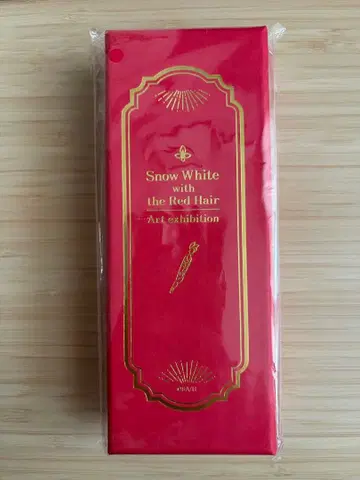 Snow White
with
the Red Hair
Art exhibition